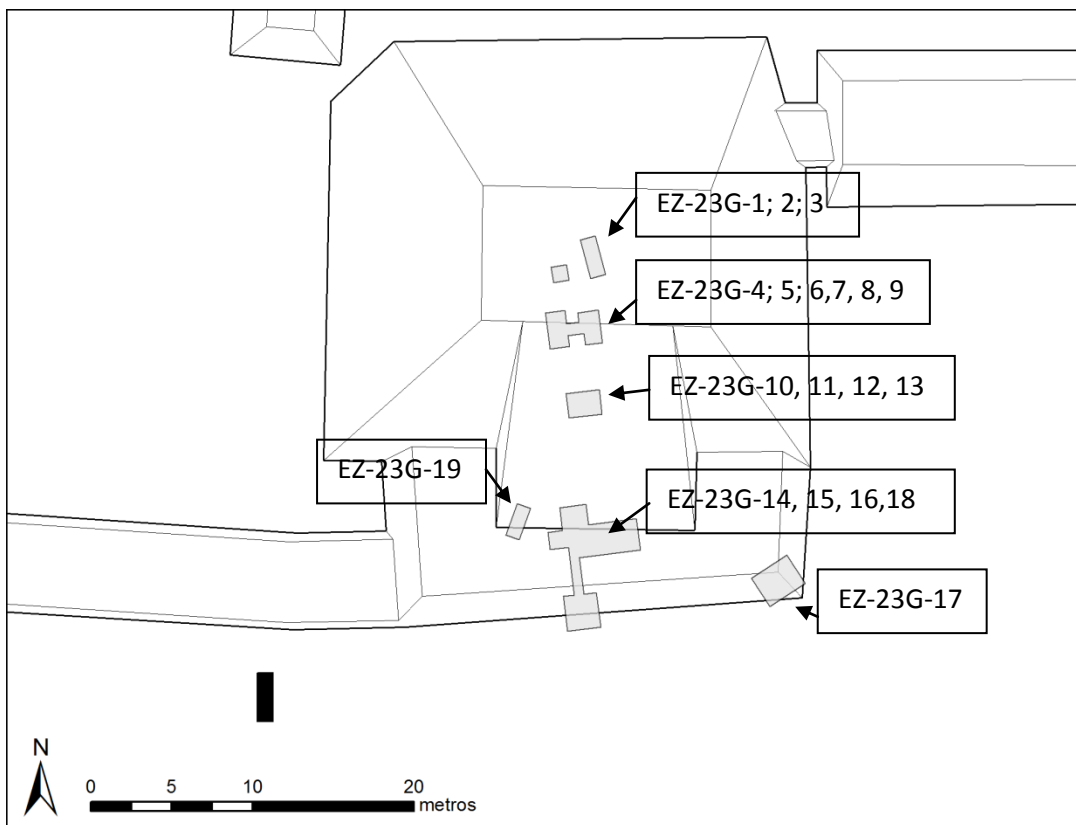 EZ-23G-1; 2; 3
EZ-23G-4; 5; 6,7, 8, 9
EZ-23G-10, 11, 12, 13
EZ-23G-19
EZ-23G-14, 15, 16,18
EZ-23G-17
N
0 5 10 20
metros